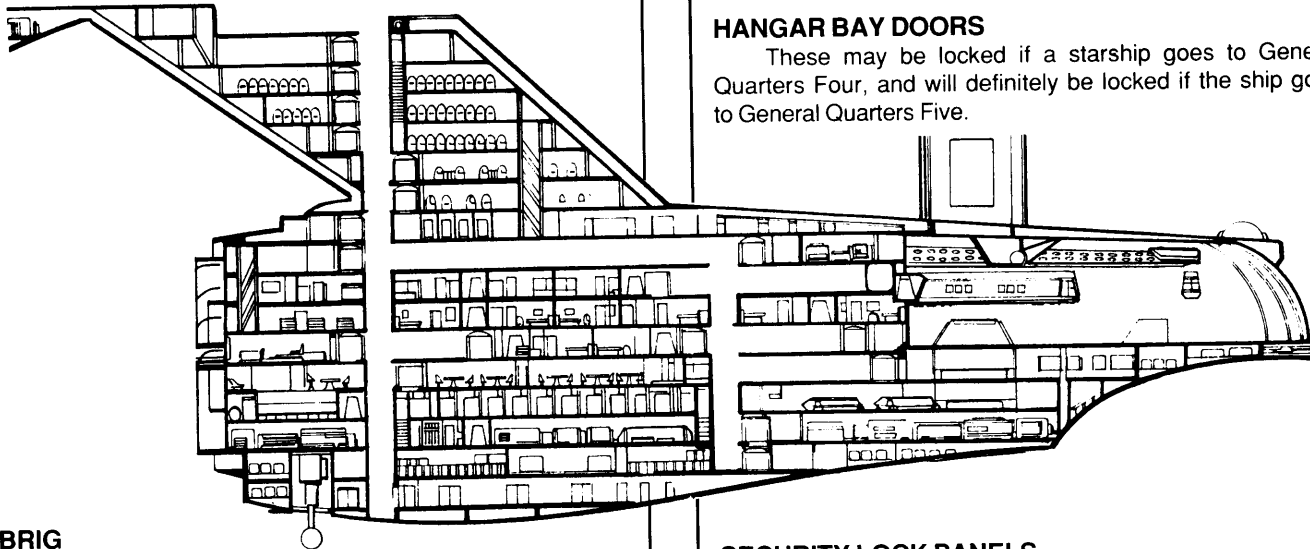 HANGAR BAY DOORS
These may be locked if a starship goes to Gene
Quarters Four, and will definitely be locked if the ship go
to General Quarters Five.
BRIG
SECURITY LOCK PANELS